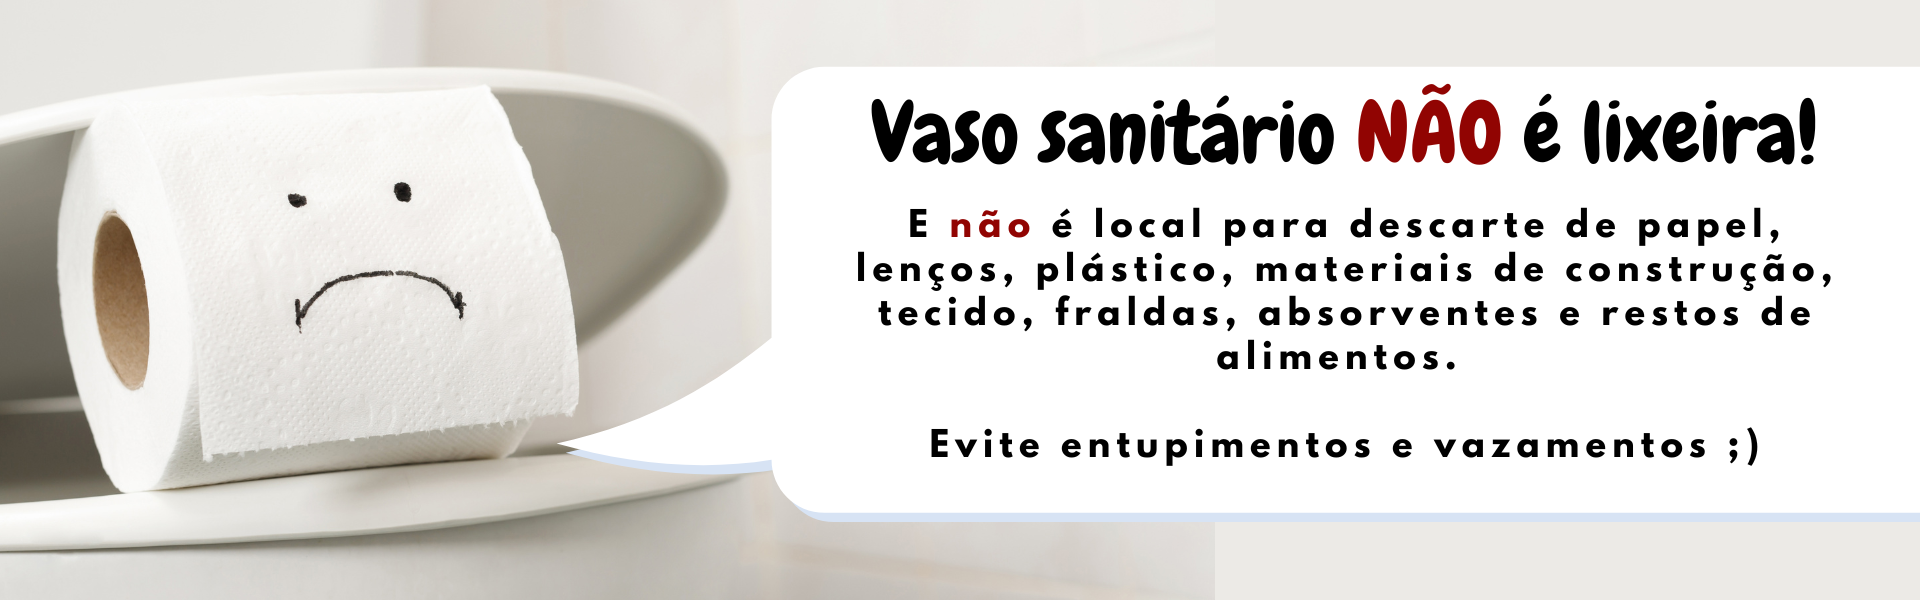 Vaso sanitário NÃO é lixeira!
E não é local para descarte de papel,
lenços, plástico, materiais de construção,
tecido, fraldas, absorventes e restos de
alimentos.
Evite entupimentos e vazamentos ;)